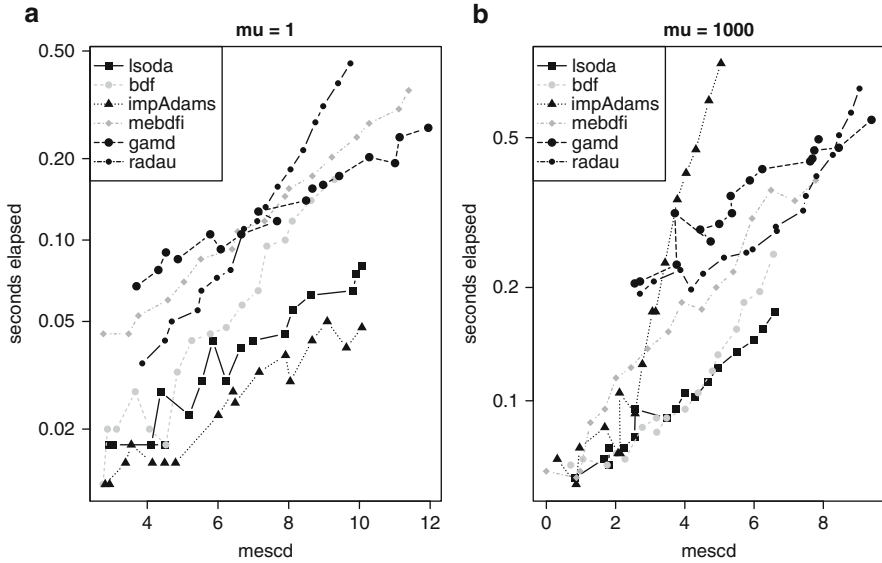 a
mu = 1
0.50
0.20
0.10
0.05
0.02
seconds elapsed
lsoda
bdf
impAdams
mebdfi
gamd
radau
4 6 8 10 12
mescd
b
mu = 1000
0.5
0.2
0.1
seconds elapsed
lsoda
bdf
impAdams
mebdfi
gamd
radau
0 2 4 6 8
mescd